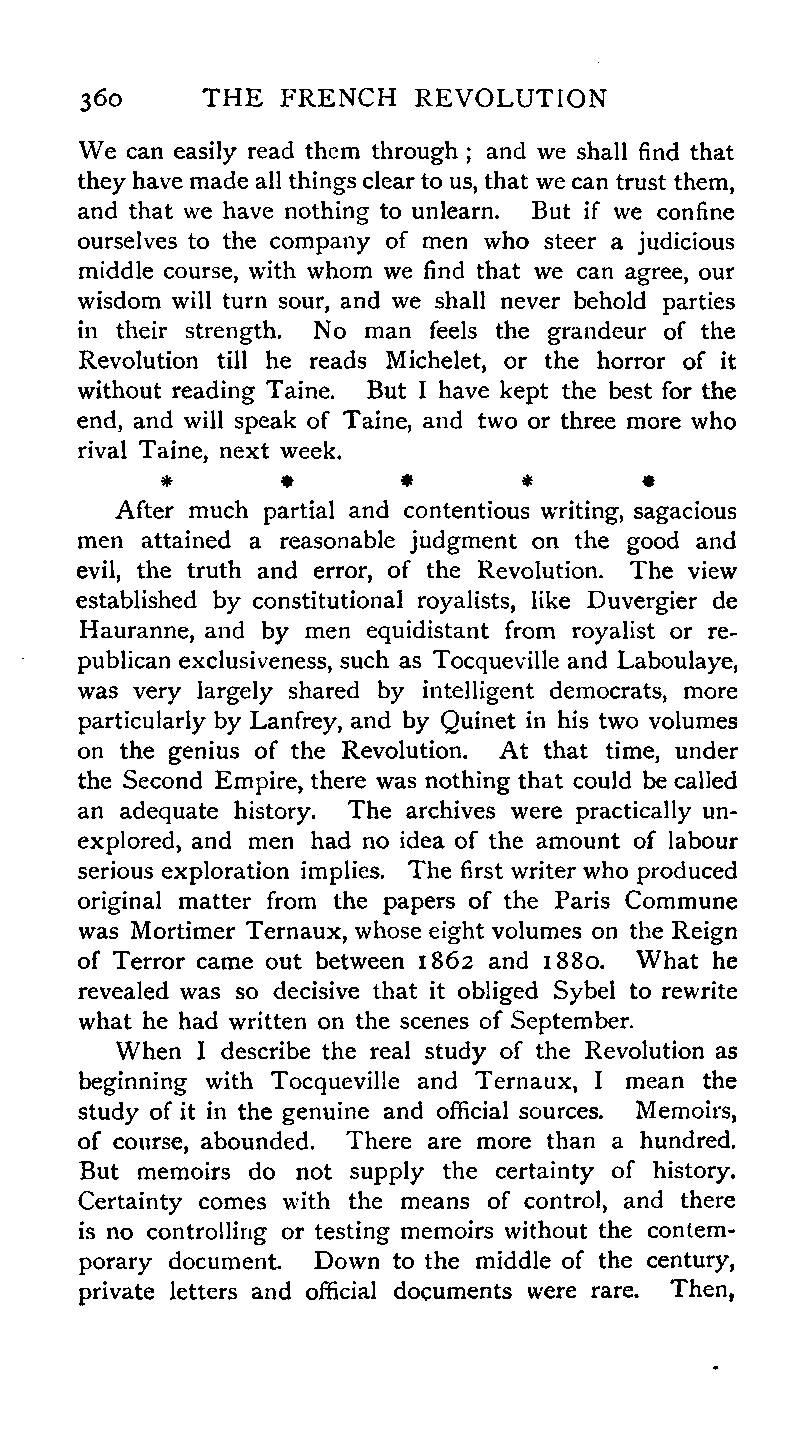 360 THE FRENCH REVOLUTION
We can easily read them through ; and we shall find that
they have made all things clear to us, that we can trust them,
and that we have nothing to unlearn. But if we confine
ourselves to the company of men who steer a judicious
middle course, with whom we find that we can agree, our
wisdom will turn sour, and we shall never behold parties
in their strength. No man feels the grandeur of the
Revolution till he reads Michelet, or the horror of it
without reading Taine. But I have kept the best for the
end, and will speak of Taine, and two or three more who
rival Taine, next week.
* * * * *
After much partial and contentious writing, sagacious
men attained a reasonable judgment on the good and
evil, the truth and error, of the Revolution. The view
established by constitutional royalists, like Duvergier de
Hauranne, and by men equidistant from royalist or re-
publican exclusiveness, such as Tocqueville and Laboulaye,
was very largely shared by intelligent democrats, more
particularly by Lanfrey, and by Quinet in his two volumes
on the genius of the Revolution. At that time, under
the Second Empire, there was nothing that could be called
an adequate history. The archives were practically un-
explored, and men had no idea of the amount of labour
serious exploration implies. The first writer who produced
original matter from the papers of the Paris Commune
was Mortimer Ternaux, whose eight volumes on the Reign
of Terror came out between 1862 and 1880. What he
revealed was so decisive that it obliged Sybel to rewrite
what he had written on the scenes of September.
When I describe the real study of the Revolution as
beginning with Tocqueville and Ternaux, I mean the
study of it in the genuine and official sources. Memoirs,
of course, abounded. There are more than a hundred.
But memoirs do not supply the certainty of history.
Certainty comes with the means of control, and there
is no controlling or testing memoirs without the contem-
porary document. Down to the middle of the century,
private letters and official documents were rare. Then,